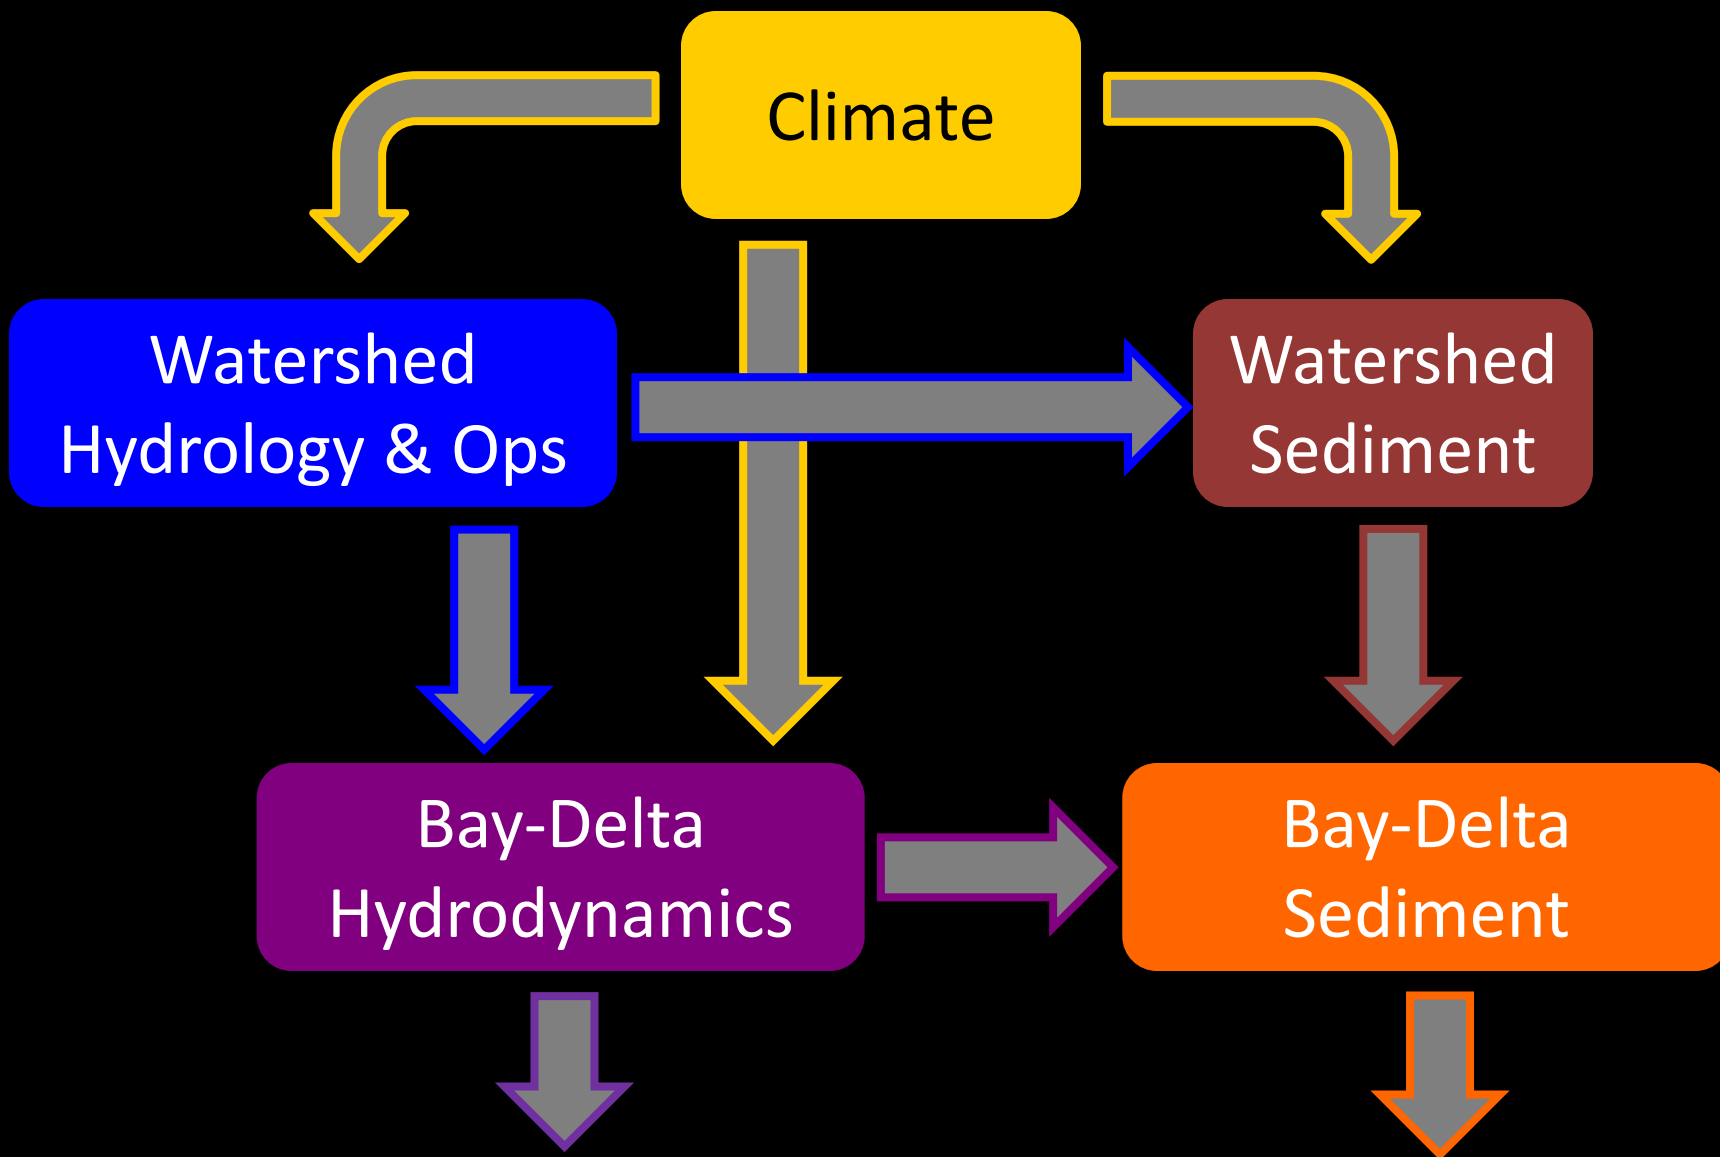 Climate
Watershed
Hydrology & Ops
Watershed
Sediment
Bay-Delta
Hydrodynamics
Bay-Delta
Sediment